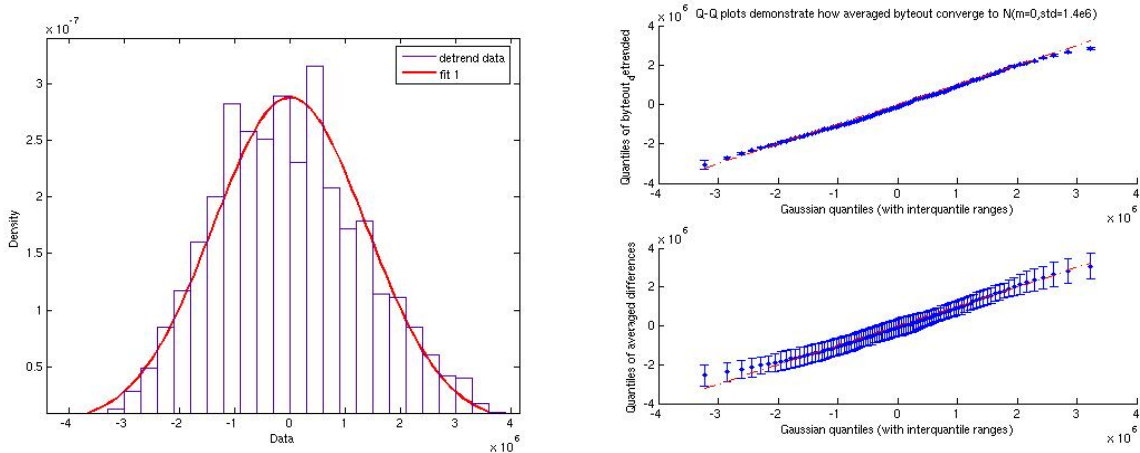 x 10^-7
detrend data
fit 1
3
2.5
2
1.5
1
0.5
Density
-4 -3 -2 -1 0 1 2 3 4
Data
x 10^6
Q-Q plots demonstrate how averaged byteout converge to N(m=0,std=1.4e6)
x 10^6
4
2
0
-2
-4
Quantiles of byteout_detrended
-4 -3 -2 -1 0 1 2 3 4
Gaussian quantiles (with interquantile ranges)
x 10^6
x 10^6
4
2
0
-2
-4
Quantiles of averaged differences
-4 -3 -2 -1 0 1 2 3 4
Gaussian quantiles (with interquantile ranges)
x 10^6